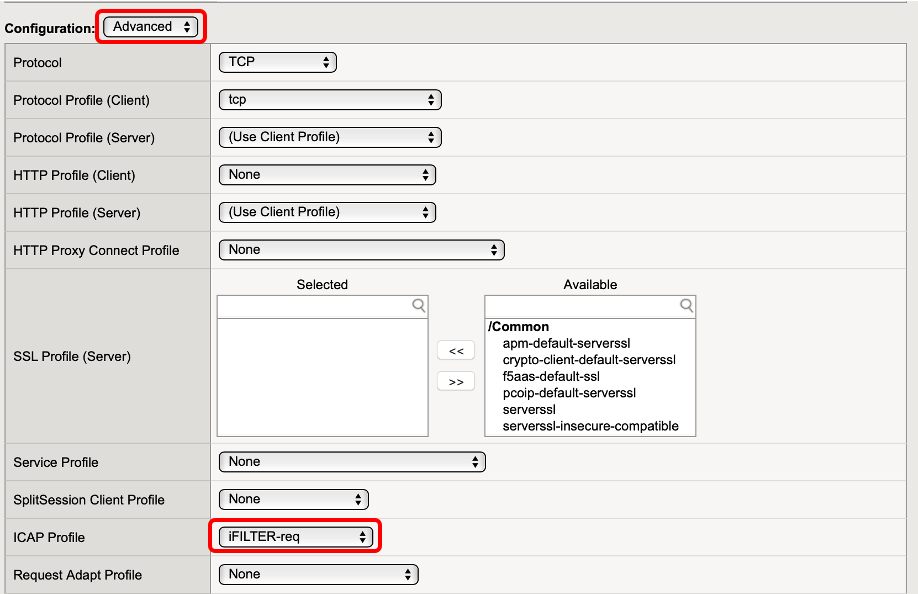 Configuration: Advanced
Protocol TCP
Protocol Profile (Client) tcp
Protocol Profile (Server) (Use Client Profile)
HTTP Profile (Client) None
HTTP Profile (Server) (Use Client Profile)
HTTP Proxy Connect Profile None
Selected Available
/Common
apm-default-serverssl
crypto-client-default-serverssl
<<
SSL Profile (Server)
f5aas-default-ssl
>>
pcoip-default-serverssl
serverssl
serverssl-insecure-compatible
Service Profile None
SplitSession Client Profile None
ICAP Profile iFILTER-req
Request Adapt Profile None